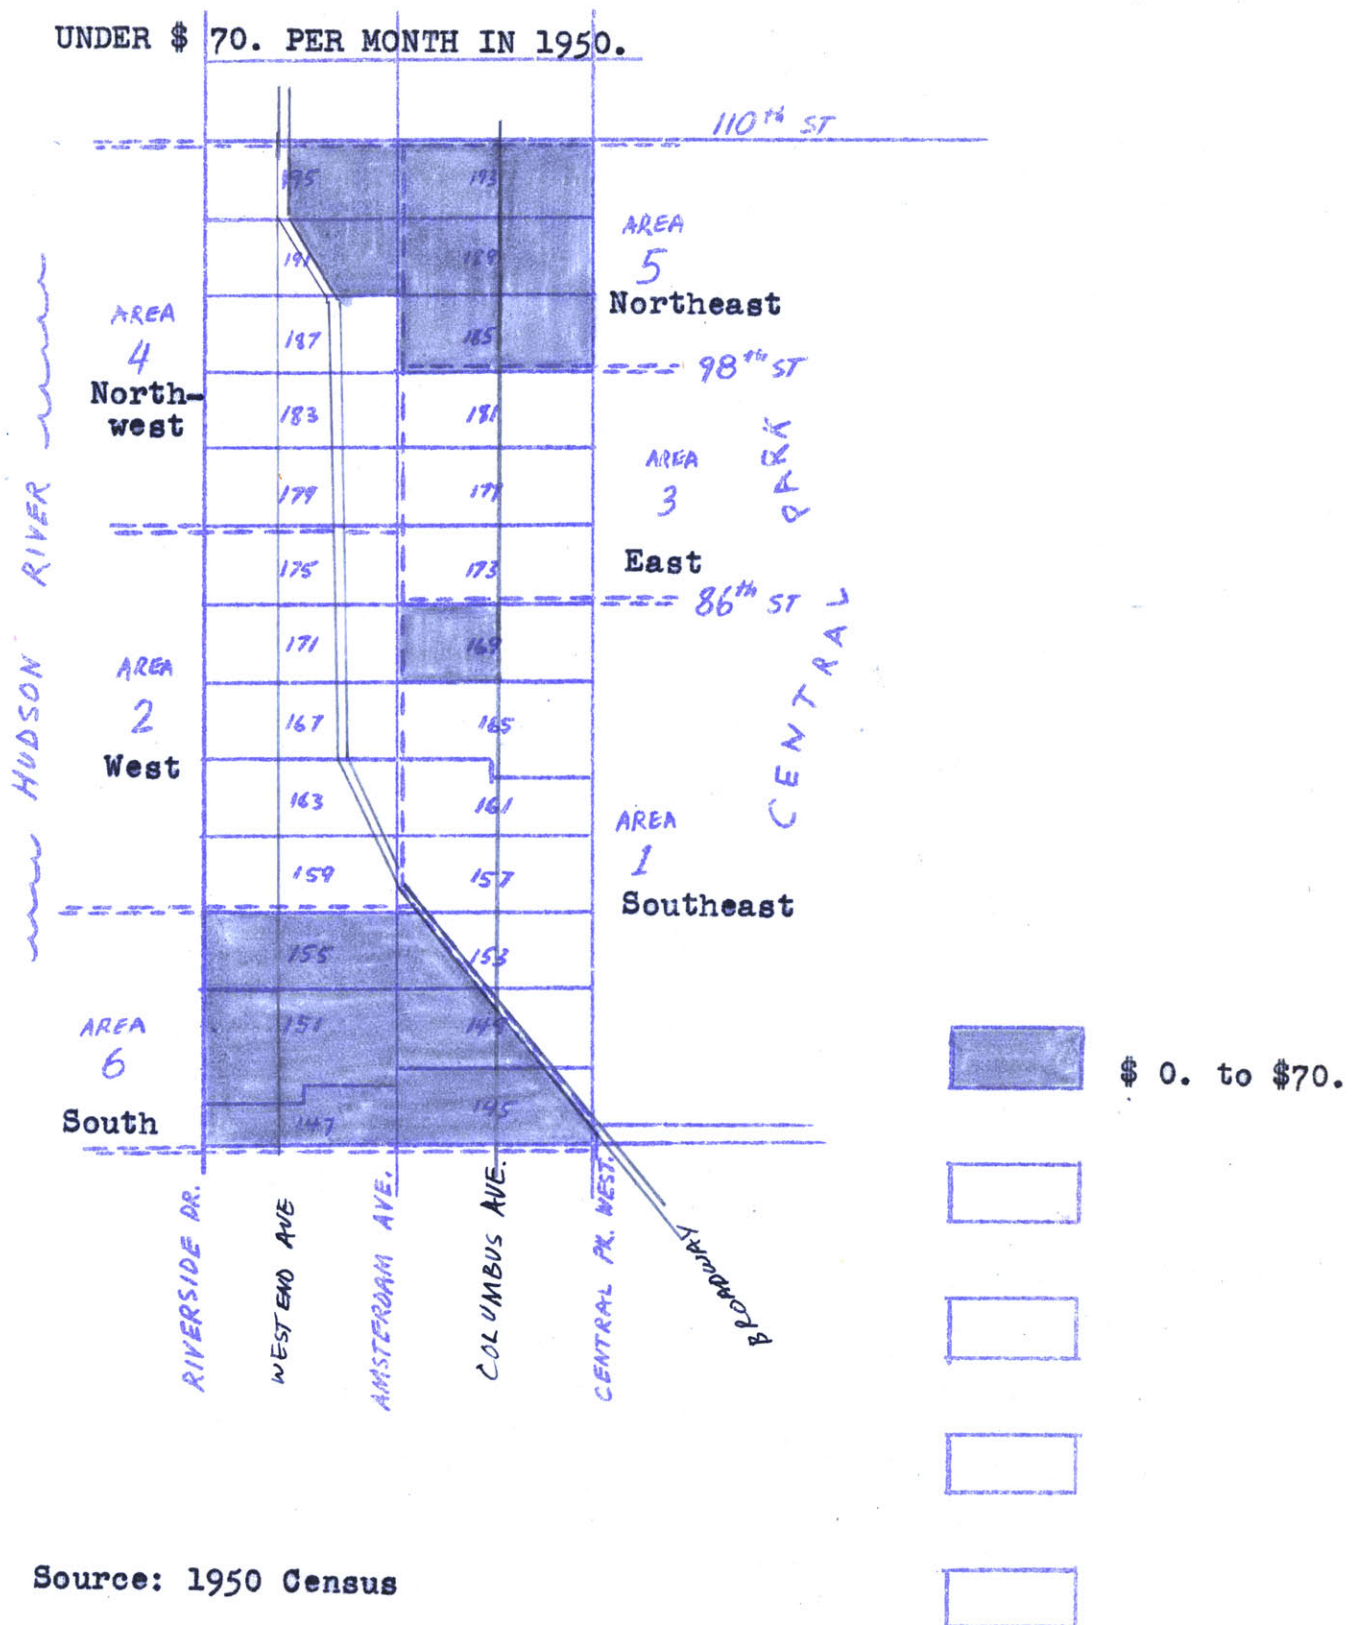 UNDER $ 70. PER MONTH IN 1950.
110th ST
195 193
AREA
5
Northeast
191 189
AREA
4
North-
west
187 185
98th ST
183 181
AREA
3
East
179 177
175 173
86th ST
171 169
AREA
2
West
167 165
163 161
AREA
1
Southeast
159 157
155 153
151 149
AREA
6
South
147 145
HUDSON RIVER
CENTRAL PARK
RIVERSIDE DR.
WEST END AVE
AMSTERDAM AVE.
COLUMBUS AVE.
CENTRAL PK. WEST.
BROADWAY
$ 0. to $70.
Source: 1950 Census